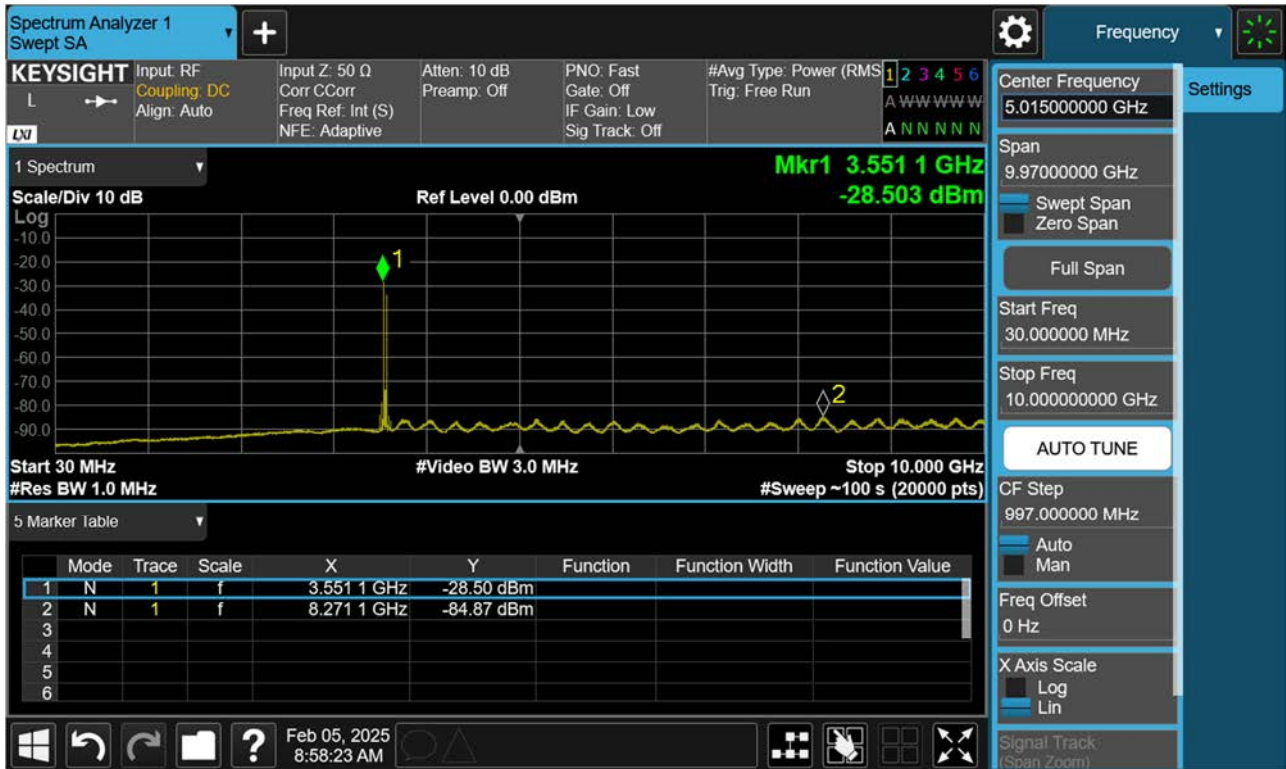 Spectrum Analyzer 1
Swept SA
+
Frequency
KEYSIGHT
L
LXI
Input: RF
Coupling: DC
Align: Auto
Input Z: 50 Ω
Corr CCorr
Freq Ref: Int (S)
NFE: Adaptive
Atten: 10 dB
Preamp: Off
PNO: Fast
Gate: Off
IF Gain: Low
Sig Track: Off
#Avg Type: Power (RMS
Trig: Free Run
1 2 3 4 5 6
A W W W W W
A N N N N N
1 Spectrum
Mkr1 3.551 1 GHz
-28.503 dBm
Scale/Div 10 dB
Ref Level 0.00 dBm
Log
-10.0
-20.0
-30.0
-40.0
-50.0
-60.0
-70.0
-80.0
-90.0
1
2
Start 30 MHz
#Video BW 3.0 MHz
Stop 10.000 GHz
#Res BW 1.0 MHz
#Sweep ~100 s (20000 pts)
5 Marker Table
Mode Trace Scale X Y Function Function Width Function Value
1 N 1 f 3.551 1 GHz -28.50 dBm
2 N 1 f 8.271 1 GHz -84.87 dBm
3
4
5
6
?
Feb 05, 2025
8:58:23 AM
Center Frequency
5.015000000 GHz
Settings
Span
9.97000000 GHz
Swept Span
Zero Span
Full Span
Start Freq
30.000000 MHz
Stop Freq
10.000000000 GHz
AUTO TUNE
CF Step
997.000000 MHz
Auto
Man
Freq Offset
0 Hz
X Axis Scale
Log
Lin
Signal Track
(Span Zoom)